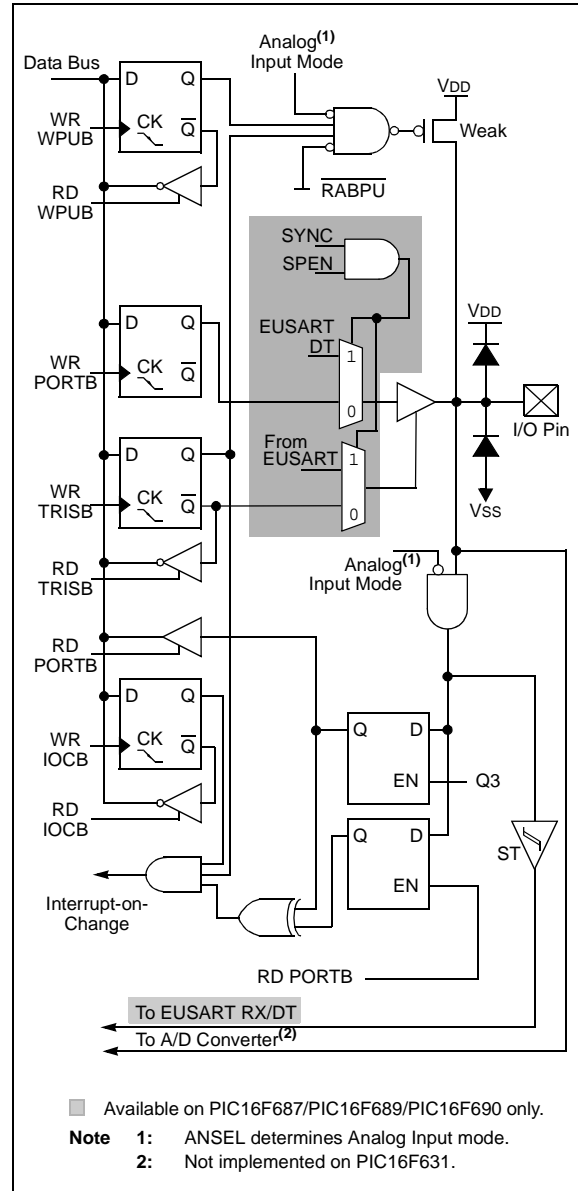 Analog(1)
Input Mode
Data Bus
D Q
VDD
WR
WPUB
CK
Q
Weak
RD
WPUB
RABPU
SYNC
SPEN
D Q
EUSART
DT
1
VDD
WR
PORTB
CK
Q
0
I/O Pin
From
EUSART
1
D Q
WR
TRISB
CK
Q
0
VSS
RD
TRISB
Analog(1)
Input Mode
RD
PORTB
D Q
Q D
WR
IOCB
CK
Q
EN
Q3
RD
IOCB
Q D
ST
EN
Interrupt-on-
Change
RD PORTB
To EUSART RX/DT
To A/D Converter(2)
Available on PIC16F687/PIC16F689/PIC16F690 only.
Note 1: ANSEL determines Analog Input mode.
2: Not implemented on PIC16F631.